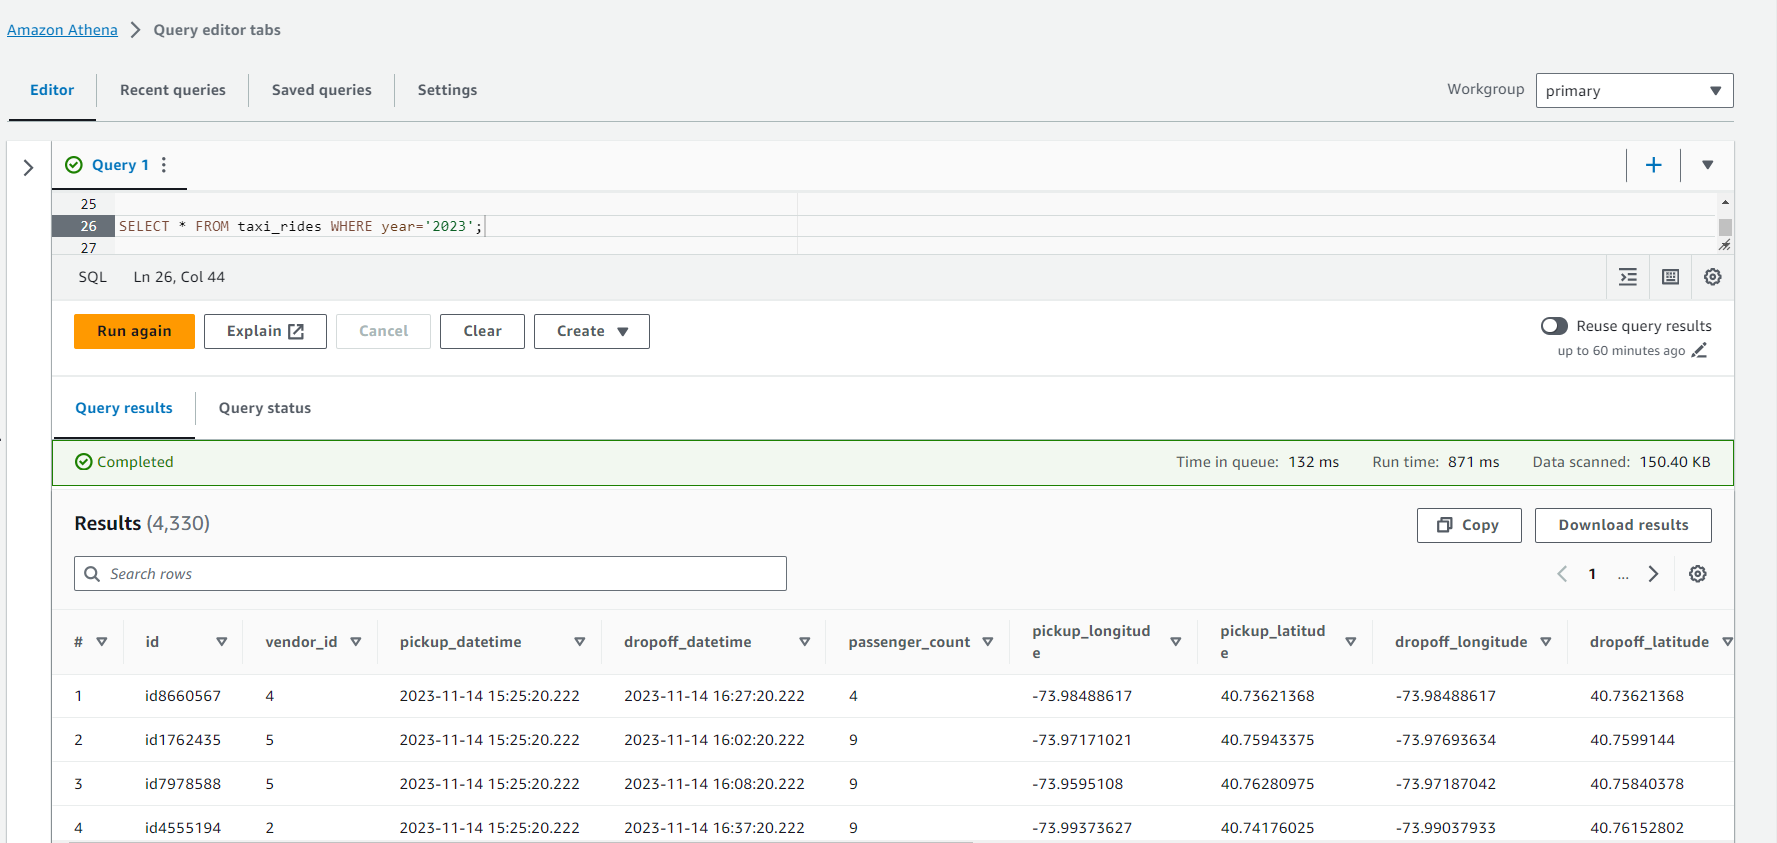 Amazon Athena > Query editor tabs
Editor Recent queries Saved queries Settings Workgroup primary
Query 1
25
26 SELECT * FROM taxi_rides WHERE year='2023';
27
SQL Ln 26, Col 44
Run again Explain Cancel Clear Create Reuse query results
up to 60 minutes ago
Query results Query status
Completed Time in queue: 132 ms Run time: 871 ms Data scanned: 150.40 KB
Results (4,330) Copy Download results
Search rows 1 ...
# id vendor_id pickup_datetime dropoff_datetime passenger_count pickup_longitud pickup_latitud dropoff_longitude dropoff_latitude
e e
1 id8660567 4 2023-11-14 15:25:20.222 2023-11-14 16:27:20.222 4 -73.98488617 40.73621368 -73.98488617 40.73621368
2 id1762435 5 2023-11-14 15:25:20.222 2023-11-14 16:02:20.222 9 -73.97171021 40.75943375 -73.97693634 40.7599144
3 id7978588 5 2023-11-14 15:25:20.222 2023-11-14 16:08:20.222 9 -73.9595108 40.76280975 -73.97187042 40.75840378
4 id4555194 2 2023-11-14 15:25:20.222 2023-11-14 16:37:20.222 9 -73.99373627 40.74176025 -73.99037933 40.76152802